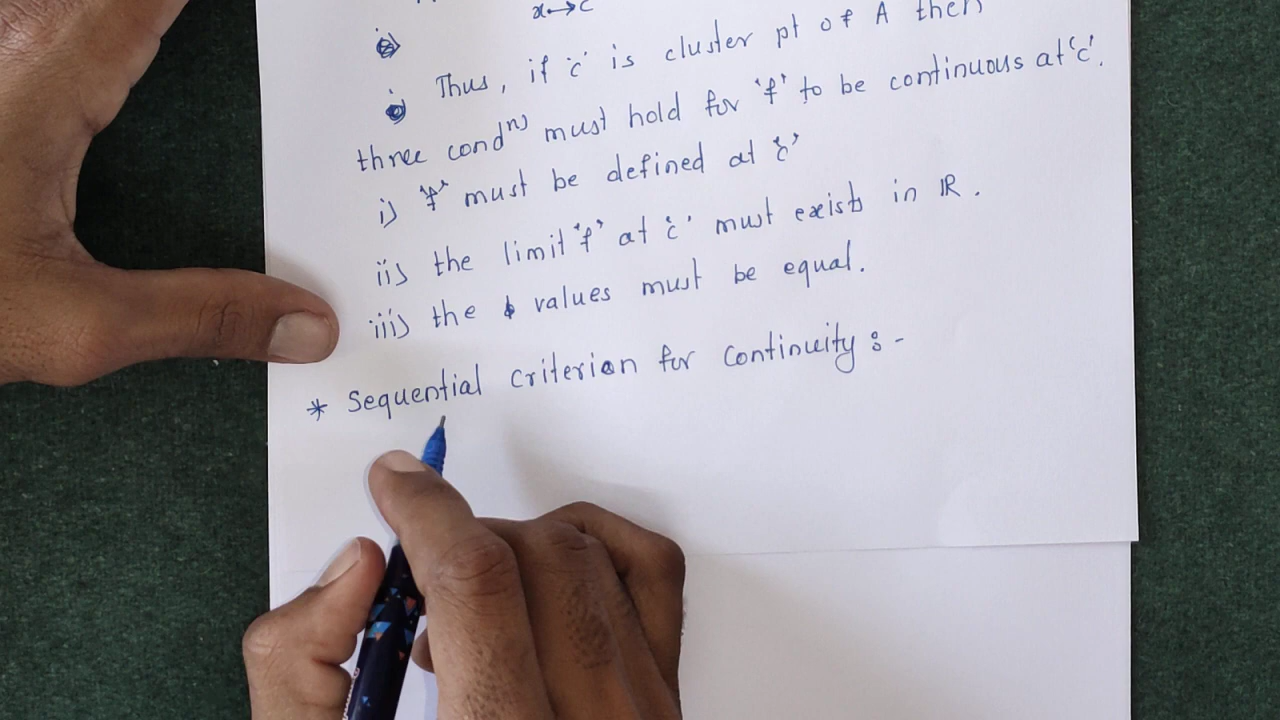 x→c
Thus, if 'c' is cluster pt of A then
three condⁿ) must hold for 'f' to be continuous at 'c'.
i) 'f' must be defined at 'c'
ii) the limit 'f' at 'c' must exists in ℝ.
iii) the values must be equal.
* Sequential criterion for continuity :-